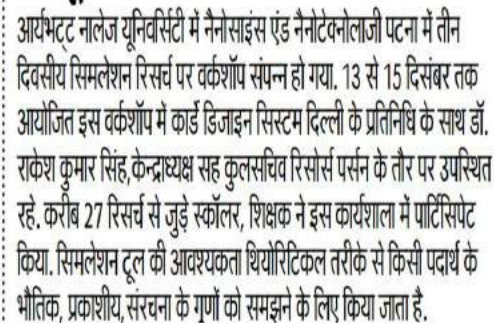 आर्यभट्ट नालेज यूनिवर्सिटी में नैनोसाइंस एंड नैनोटेक्नोलाजी पटना में तीन
दिवसीय सिमलेशन रिसर्च पर वर्कशॉप संपन्न हो गया. 13 से 15 दिसंबर तक
आयोजित इस वर्कशॉप में कार्डे डिजाइन सिस्टम दिल्ली के प्रतिनिधि के साथ डॉ.
राकेश कुमार सिंह,केन्द्राध्यक्ष सह कुलसचिव रिसोर्स पर्सन के तौर पर उपस्थित
रहे. करीब 27 रिसर्च से जुड़े स्कॉलर, शिक्षक ने इस कार्यशाला में पार्टिसिपेट
किया. सिमलेशन टूल की आवश्यकता थियोरिटिकल तरीके से किसी पदार्थ के
भौतिक, प्रकाशीय,संरचना के गुणों को समझने के लिए किया जाता है.